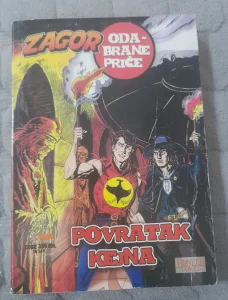 ZAGOR
ODA-
BRANE
PRIČE
POVRATAK
KEJNA